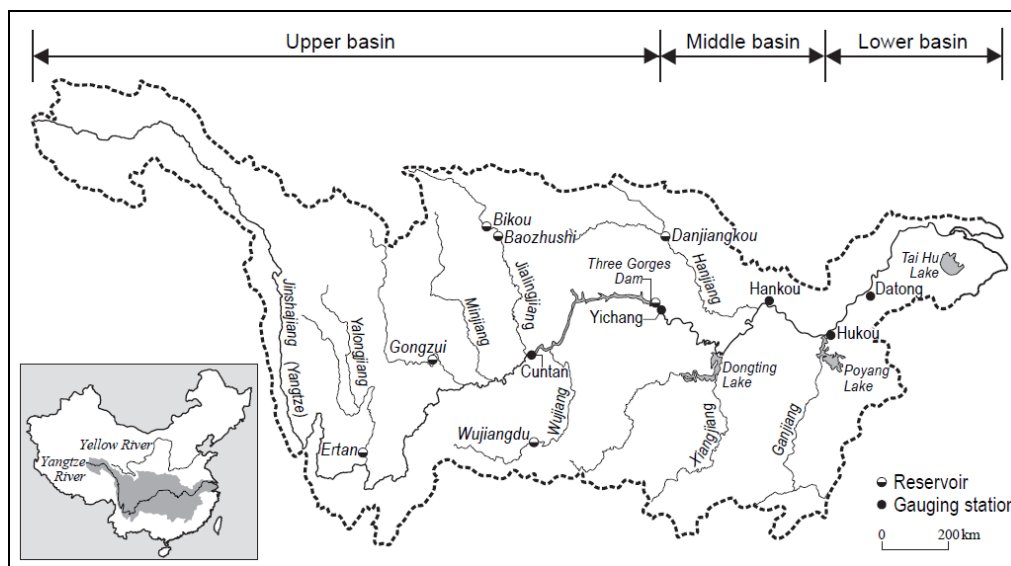 Upper basin
Middle basin
Lower basin
Bikou
Baozhushi
Danjiangkou
Tai Hu
Lake
Three Gorges
Dam
Hanjiang
Hankou
Datong
Jialingjiang
Minjiang
Jinshajiang (Yangtze)
Yalongjiang
Yichang
Gongzui
Hukou
Cuntan
Dongting
Lake
Poyang
Lake
Wujiang
Wujiangdu
Xiangjiang
Ganjiang
Ertan
Yellow River
Yangtze
River
Reservoir
Gauging station
0 200 km